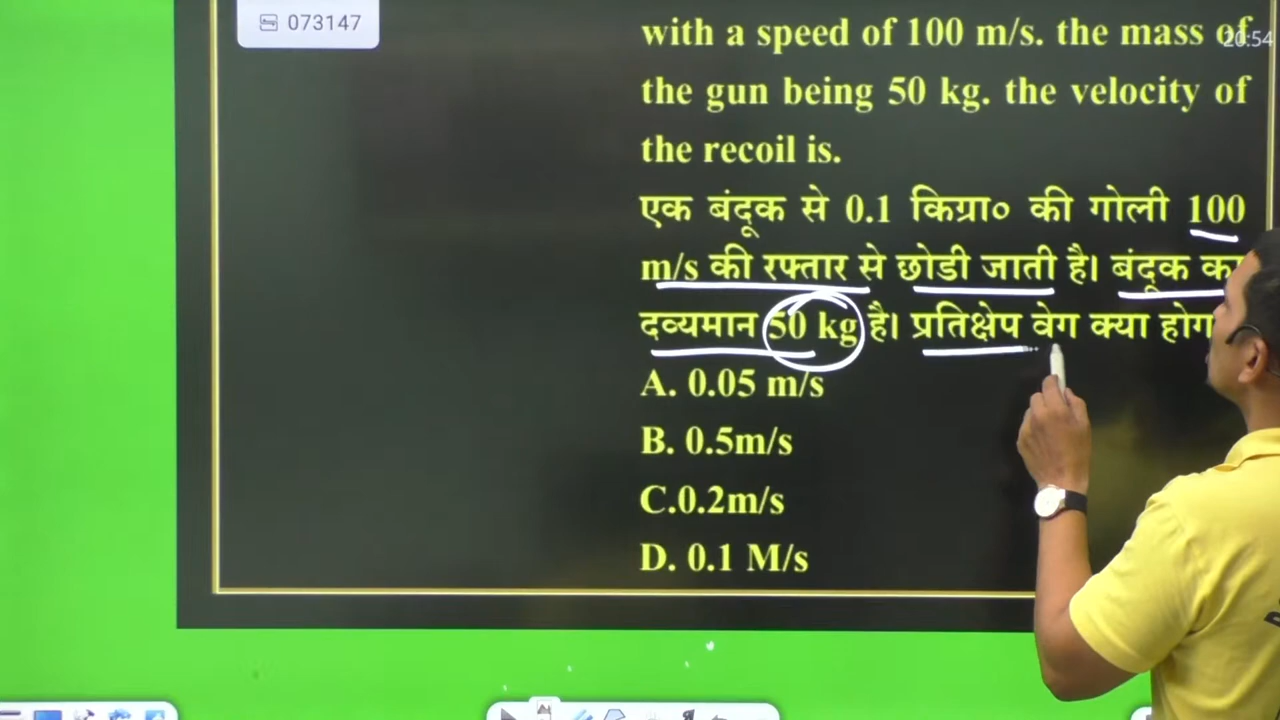 073147
20:54
with a speed of 100 m/s. the mass of
the gun being 50 kg. the velocity of
the recoil is.
एक बंदूक से 0.1 किग्रा० की गोली 100
m/s की रफ्तार से छोडी जाती है। बंदूक का
दव्यमान 50 kg है। प्रतिक्षेप वेग क्या होग
A. 0.05 m/s
B. 0.5m/s
C.0.2m/s
D. 0.1 M/s